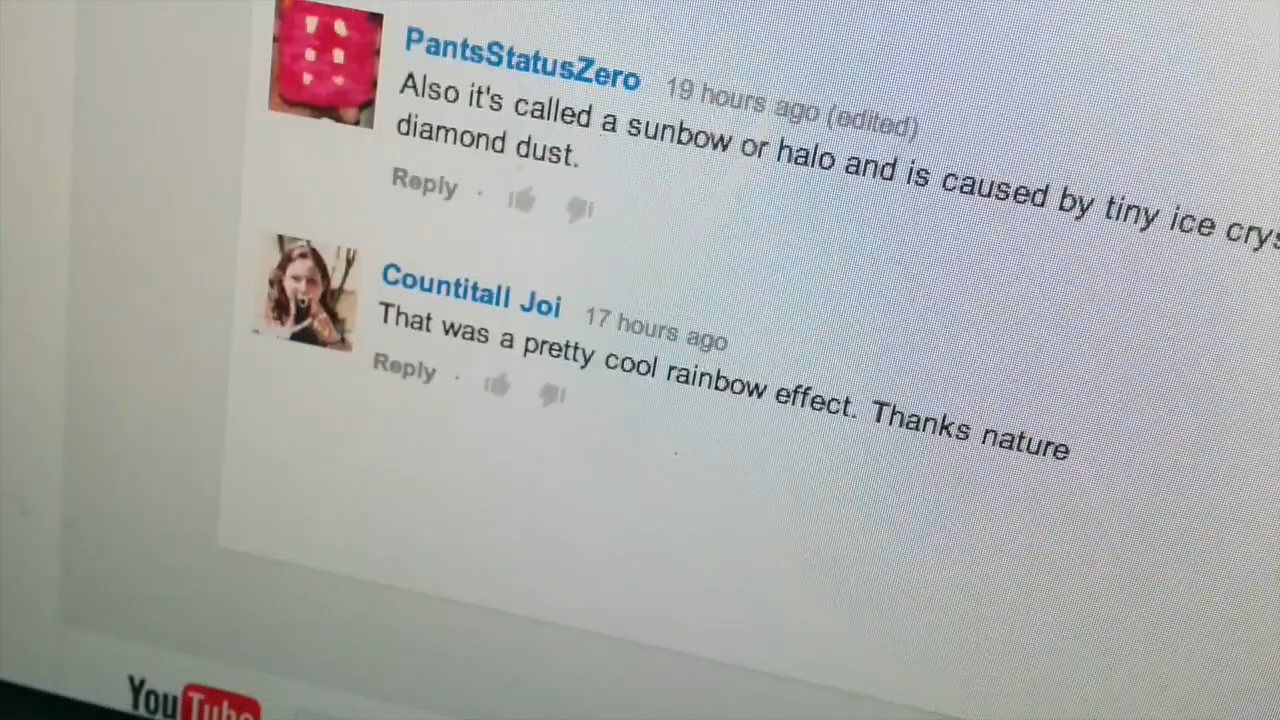 PantsStatusZero 19 hours ago (edited)
Also it's called a sunbow or halo and is caused by tiny ice
diamond dust.
Reply
Countitall Joi 17 hours ago
That was a pretty cool rainbow effect. Thanks nature
Reply
YouTube